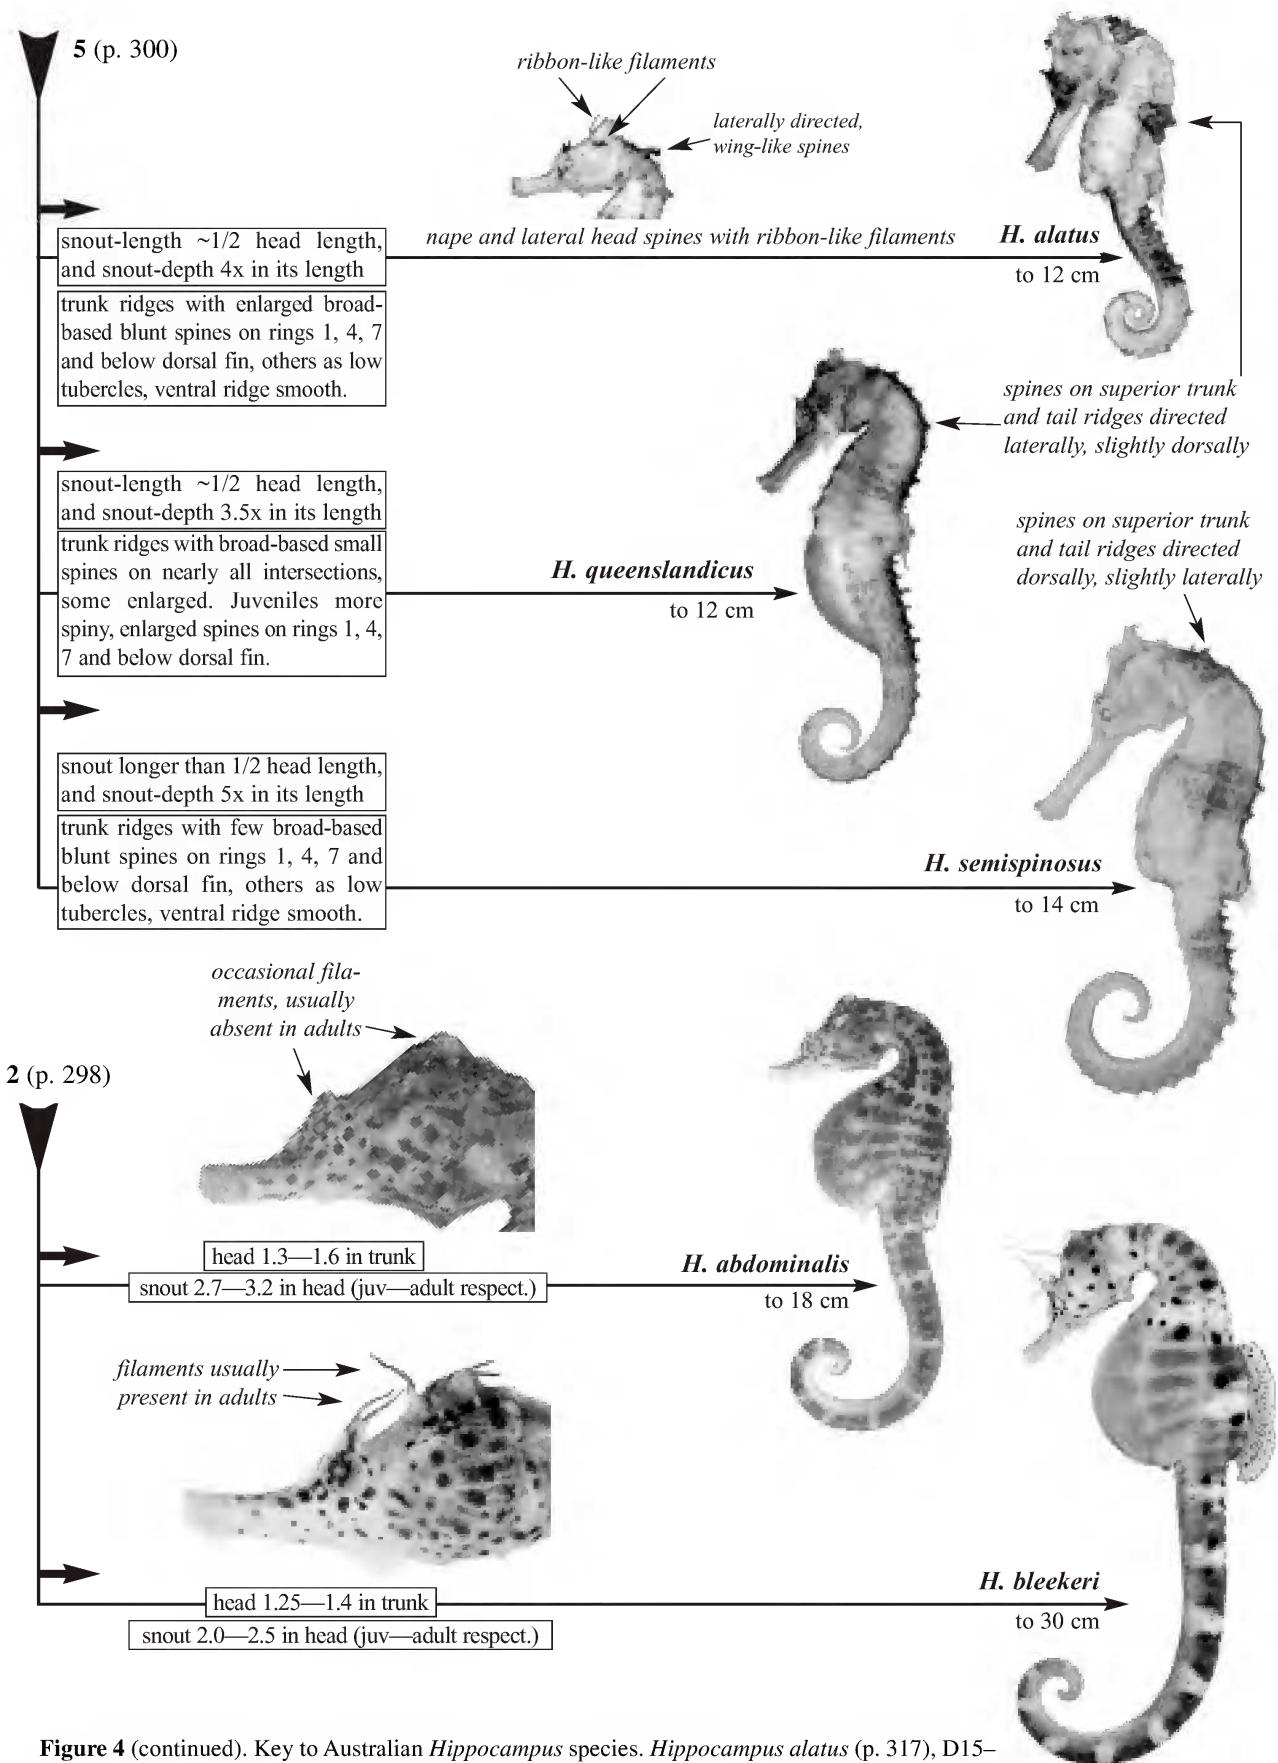 5 (p. 300)
ribbon-like filaments
laterally directed,
wing-like spines
snout-length ~1/2 head length,
and snout-depth 4x in its length
nape and lateral head spines with ribbon-like filaments
H. alatus
to 12 cm
trunk ridges with enlarged broad-
based blunt spines on rings 1, 4, 7
and below dorsal fin, others as low
tubercles, ventral ridge smooth.
spines on superior trunk
and tail ridges directed
laterally, slightly dorsally
snout-length ~1/2 head length,
and snout-depth 3.5x in its length
trunk ridges with broad-based small
spines on nearly all intersections,
some enlarged. Juveniles more
spiny, enlarged spines on rings 1, 4,
7 and below dorsal fin.
H. queenslandicus
to 12 cm
spines on superior trunk
and tail ridges directed
dorsally, slightly laterally
snout longer than 1/2 head length,
and snout-depth 5x in its length
trunk ridges with few broad-based
blunt spines on rings 1, 4, 7 and
below dorsal fin, others as low
tubercles, ventral ridge smooth.
H. semispinosus
to 14 cm
occasional fila-
ments, usually
absent in adults
2 (p. 298)
head 1.3—1.6 in trunk
snout 2.7—3.2 in head (juv—adult respect.)
H. abdominalis
to 18 cm
filaments usually
present in adults
head 1.25—1.4 in trunk
snout 2.0—2.5 in head (juv—adult respect.)
H. bleekeri
to 30 cm
Figure 4 (continued). Key to Australian Hippocampus species. Hippocampus alatus (p. 317), D15–